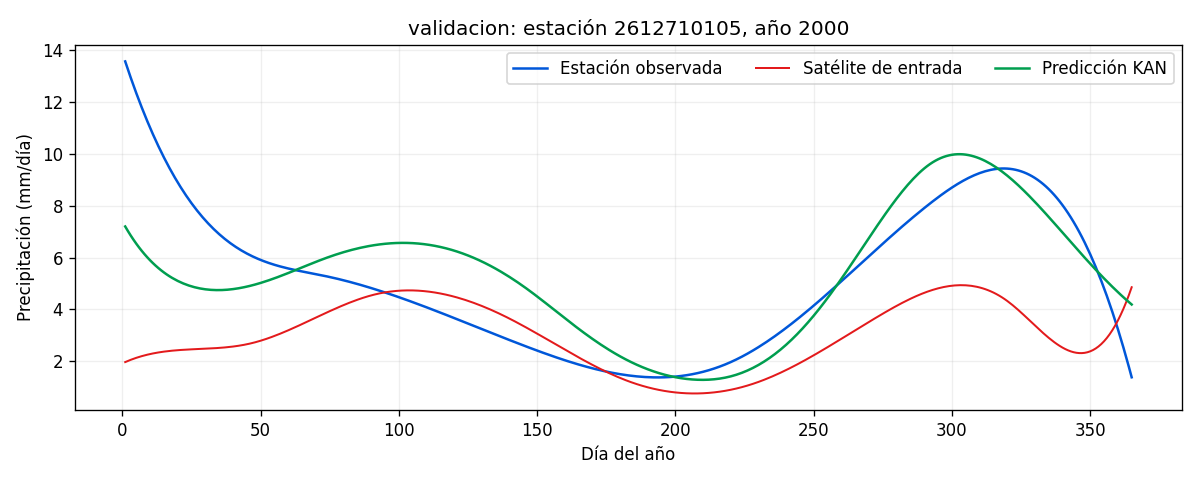 validacion: estación 2612710105, año 2000
Estación observada
Satélite de entrada
Predicción KAN
Precipitación (mm/día)
14
12
10
8
6
4
2
0
50
100
150
200
250
300
350
Día del año